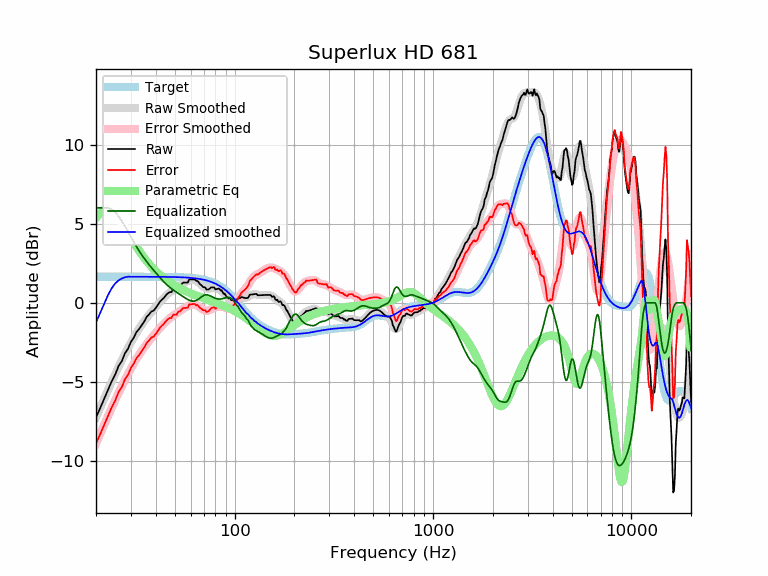 Superlux HD 681
Target
Raw Smoothed
Error Smoothed
Raw
Error
Parametric Eq
Equalization
Equalized smoothed
Amplitude (dBr)
10
5
0
−5
−10
100
1000
10000
Frequency (Hz)